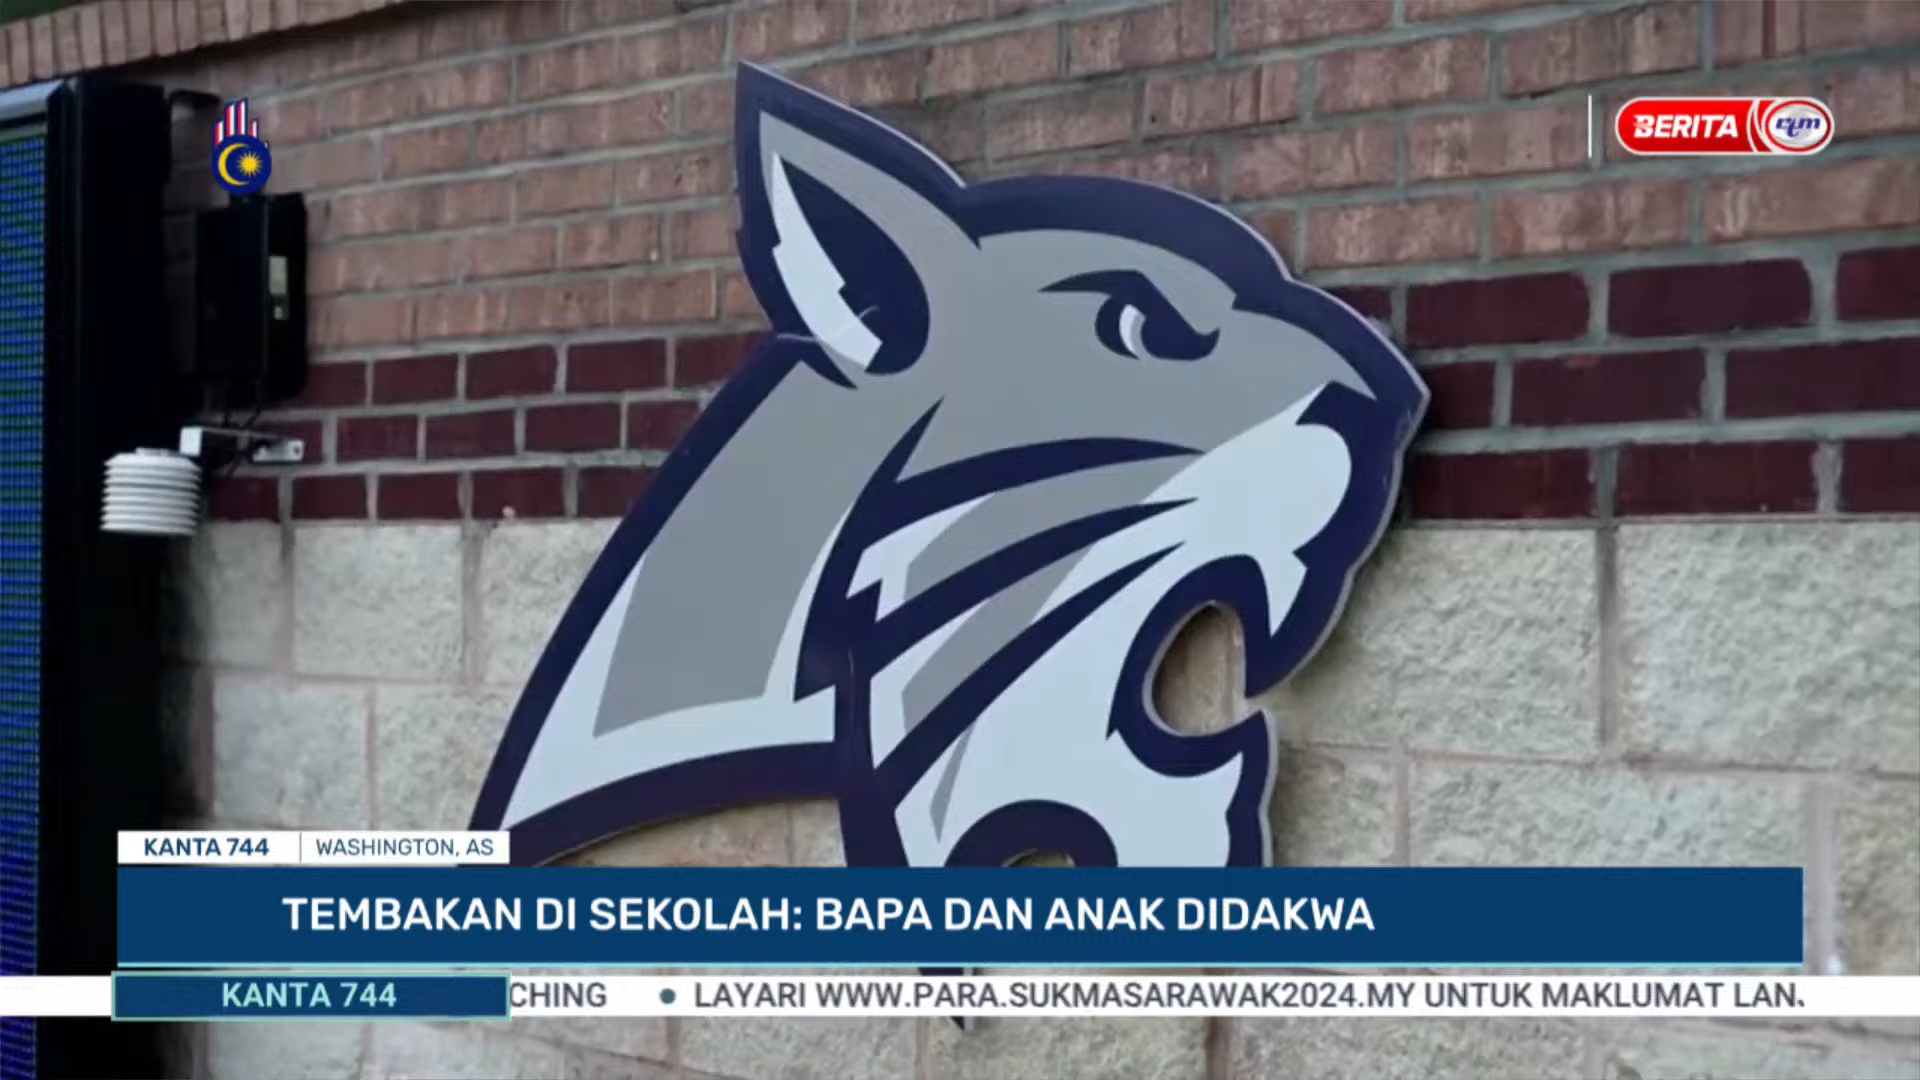 BERITA rtm
KANTA 744 WASHINGTON, AS
TEMBAKAN DI SEKOLAH: BAPA DAN ANAK DIDAKWA
KANTA 744 CHING • LAYARI WWW.PARA.SUKMASARAWAK2024.MY UNTUK MAKLUMAT LAN